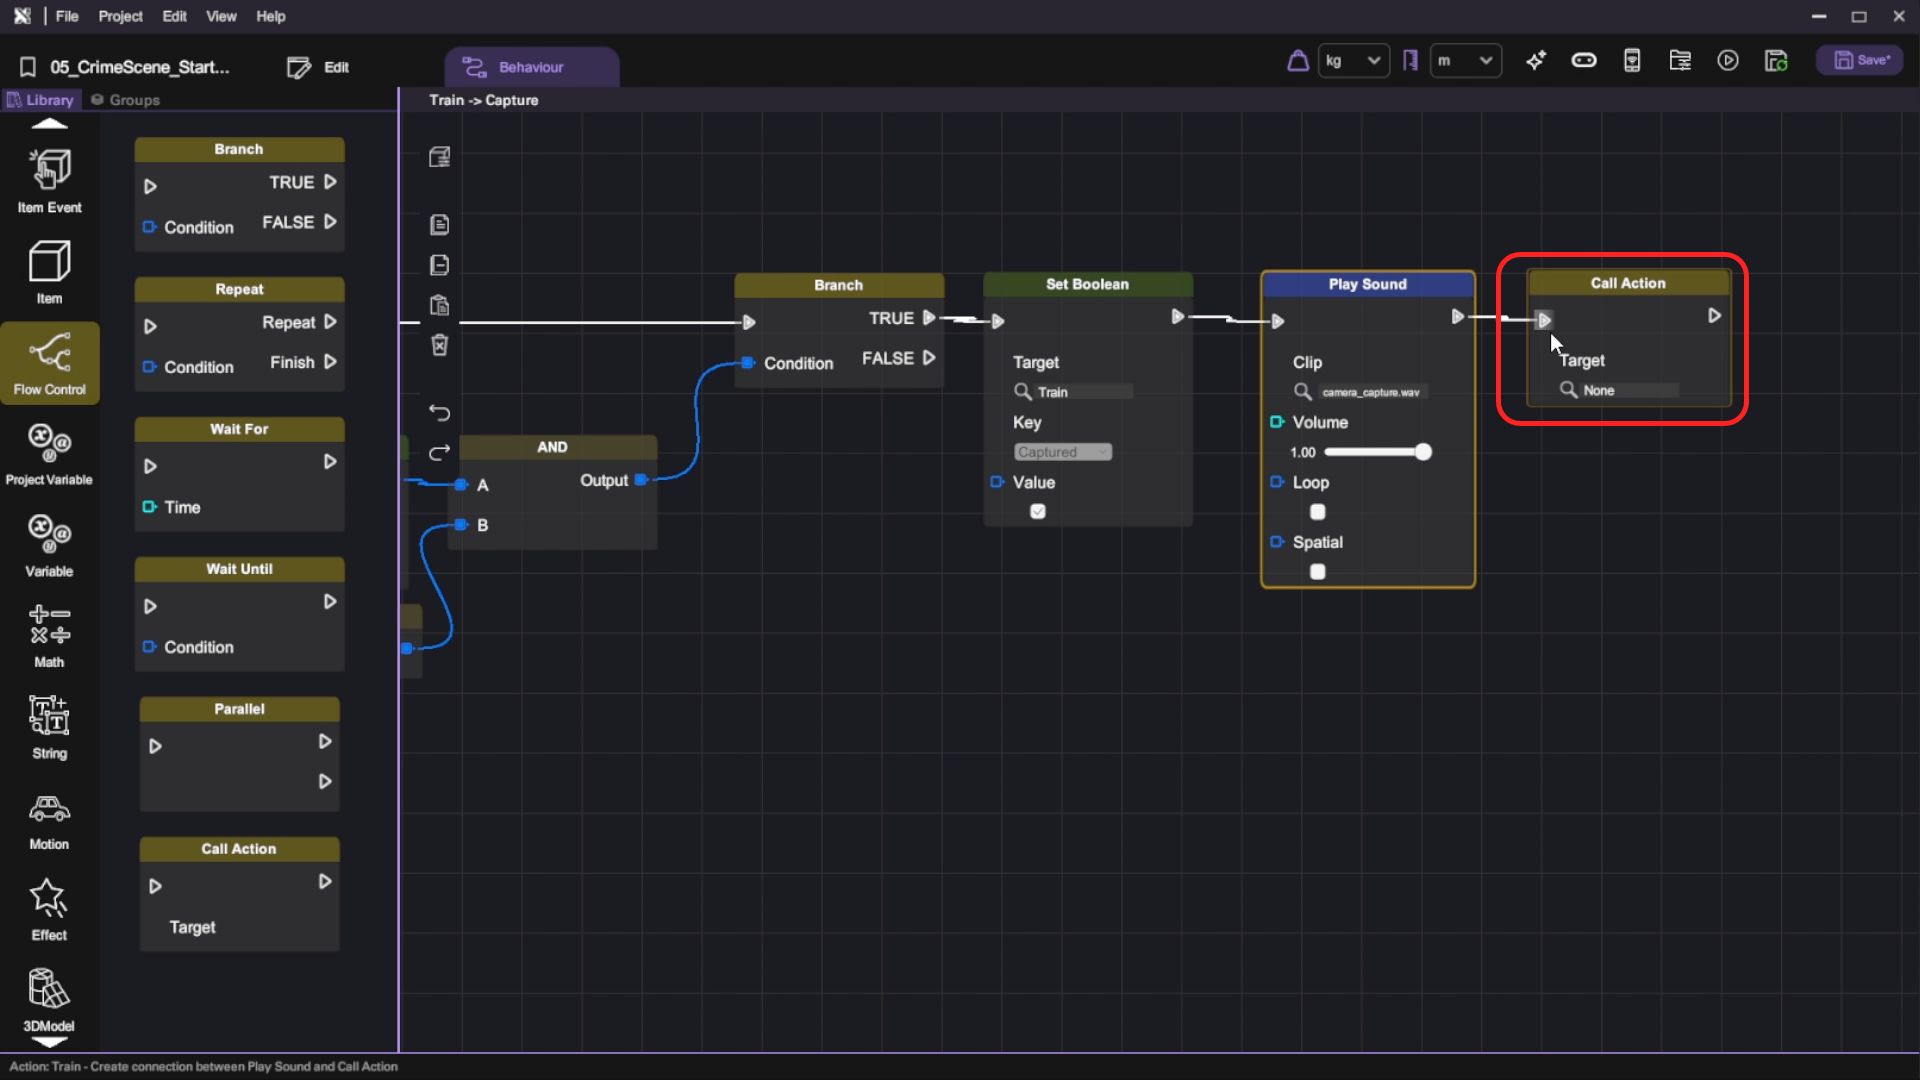 File Project Edit View Help
05_CrimeScene_Start...
Edit
Behaviour
kg
m
Save*
Library
Groups
Train -> Capture
Item Event
Item
Flow Control
Project Variable
Variable
Math
String
Motion
Effect
3DModel
Branch
TRUE
Condition
FALSE
Repeat
Repeat
Condition
Finish
Wait For
Time
Wait Until
Condition
Parallel
Call Action
Target
AND
A
Output
B
Branch
TRUE
Condition
FALSE
Set Boolean
Target
Train
Key
Captured
Value
Play Sound
Clip
camera_capture.wav
Volume
1.00
Loop
Spatial
Call Action
Target
None
Action: Train - Create connection between Play Sound and Call Action